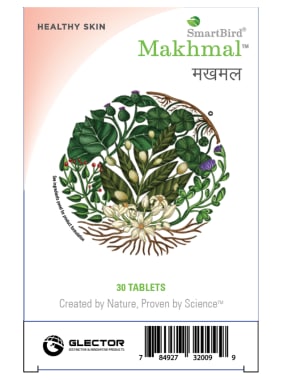 HEALTHY SKIN
SmartBird®
Makhmal™
मखमल
30 TABLETS
Created by Nature, Proven by Science™
GLECTOR
7 84927 32009 9